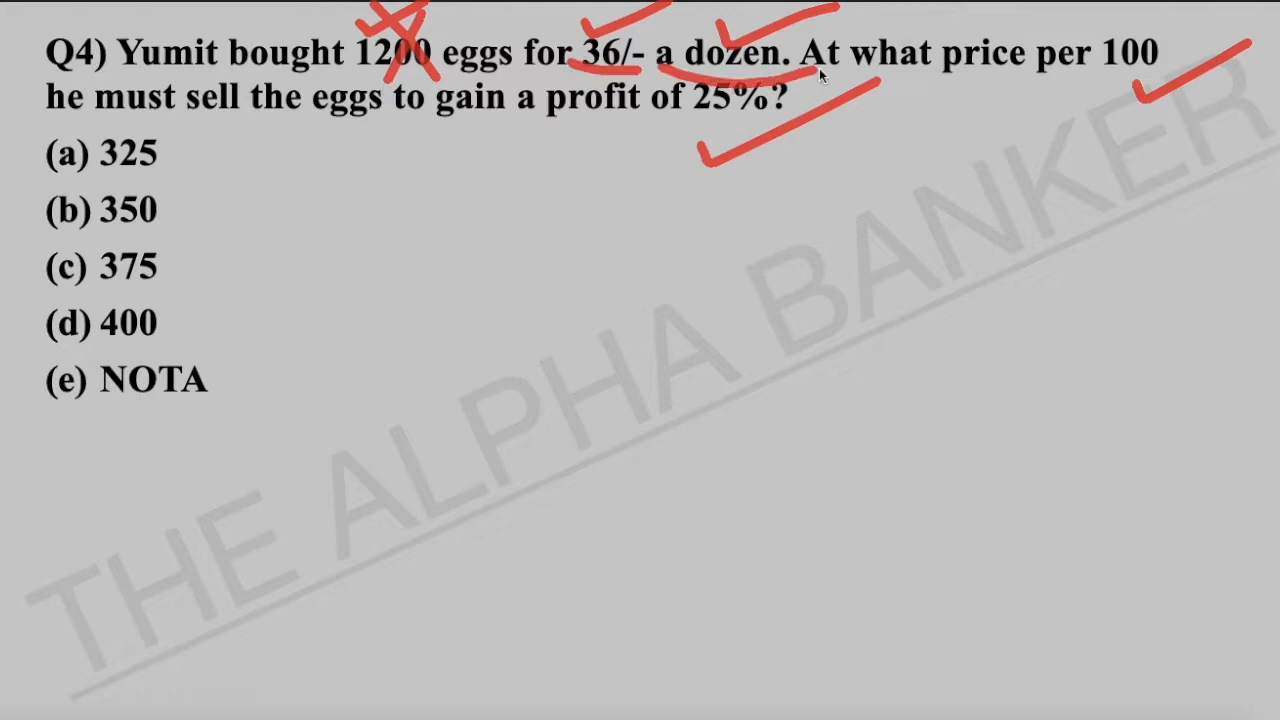 Q4) Yumit bought 1200 eggs for 36/- a dozen. At what price per 100
he must sell the eggs to gain a profit of 25%?
(a) 325
(b) 350
(c) 375
(d) 400
(e) NOTA
THE ALPHA BANKER